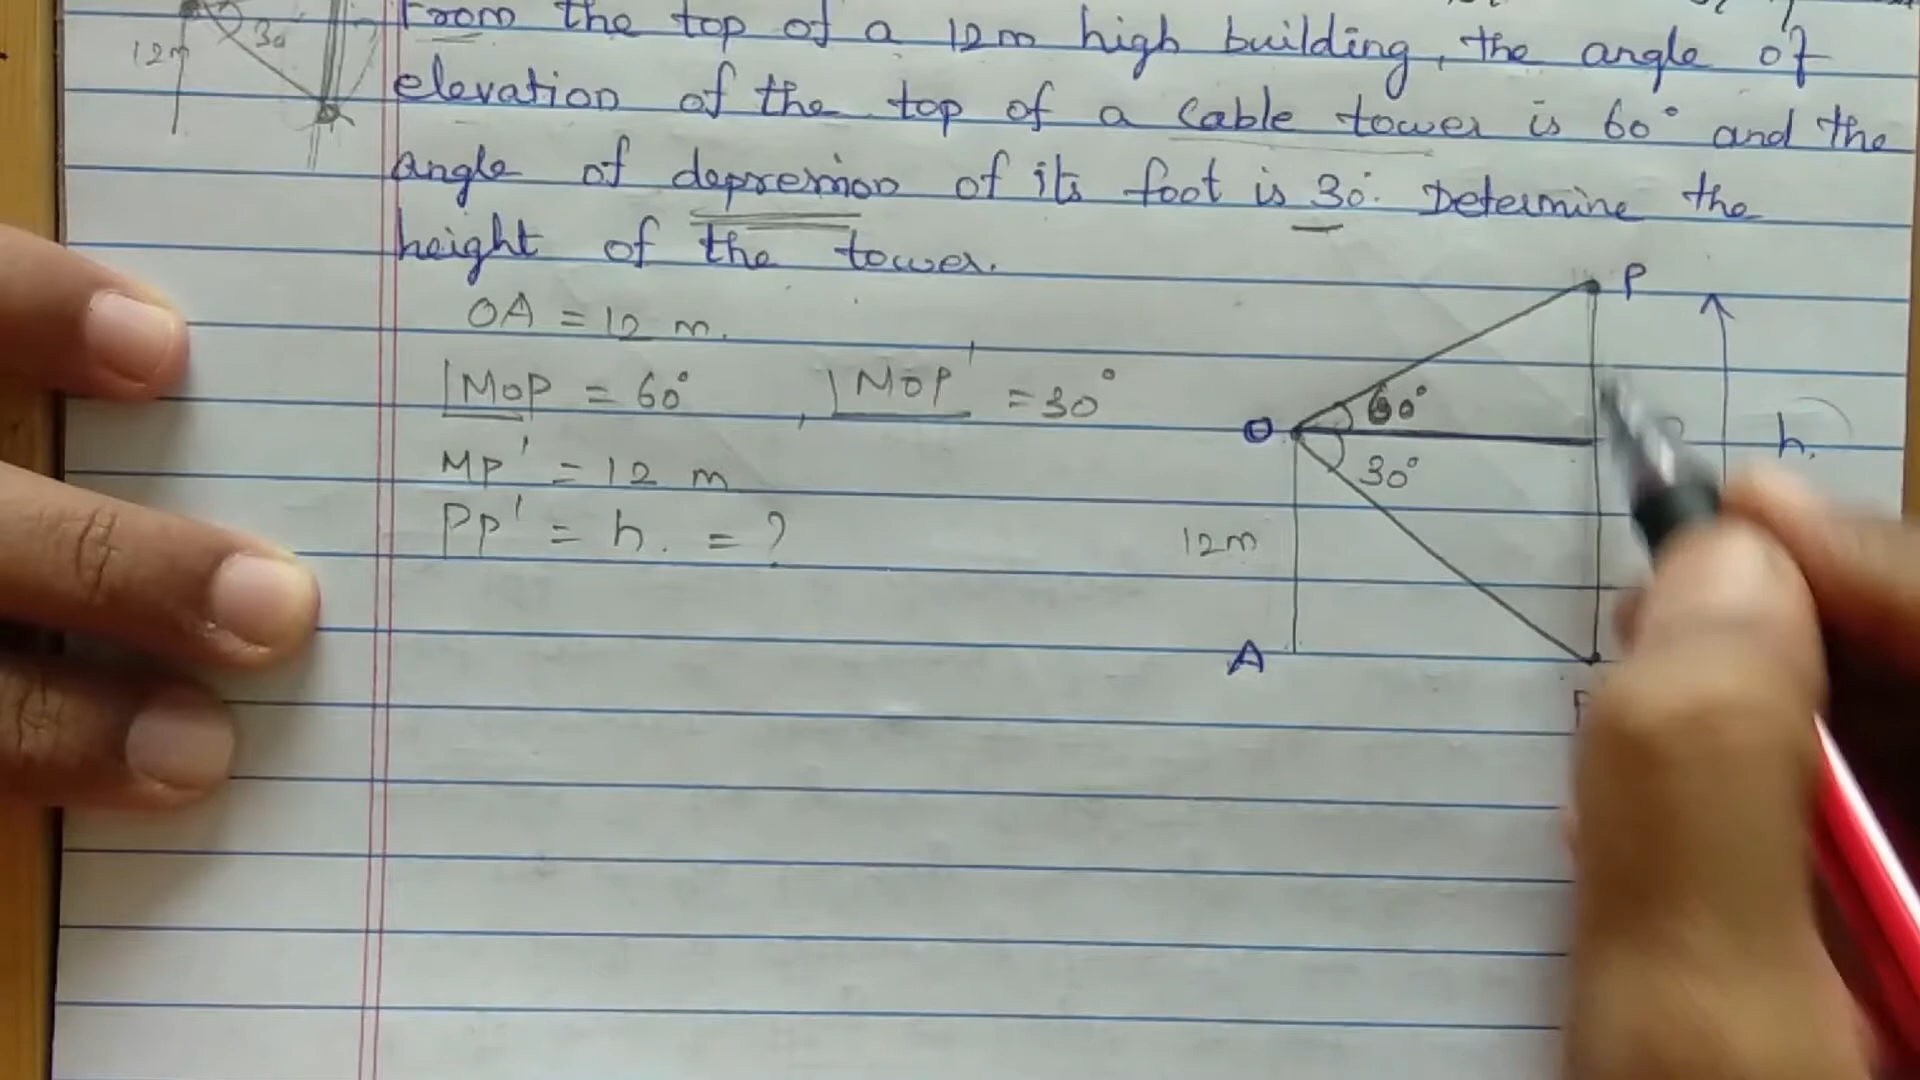 From the top of a 12m high building, the angle of
elevation of the top of a Cable tower is 60° and the
angle of depression of its foot is 30°. Determine the
height of the tower.
12m
30
OA = 12 m.
∠MOP = 60° , ∠MOP' = 30°
MP' = 12 m
PP' = h. = ?
P
60°
O
h.
30°
12m
A